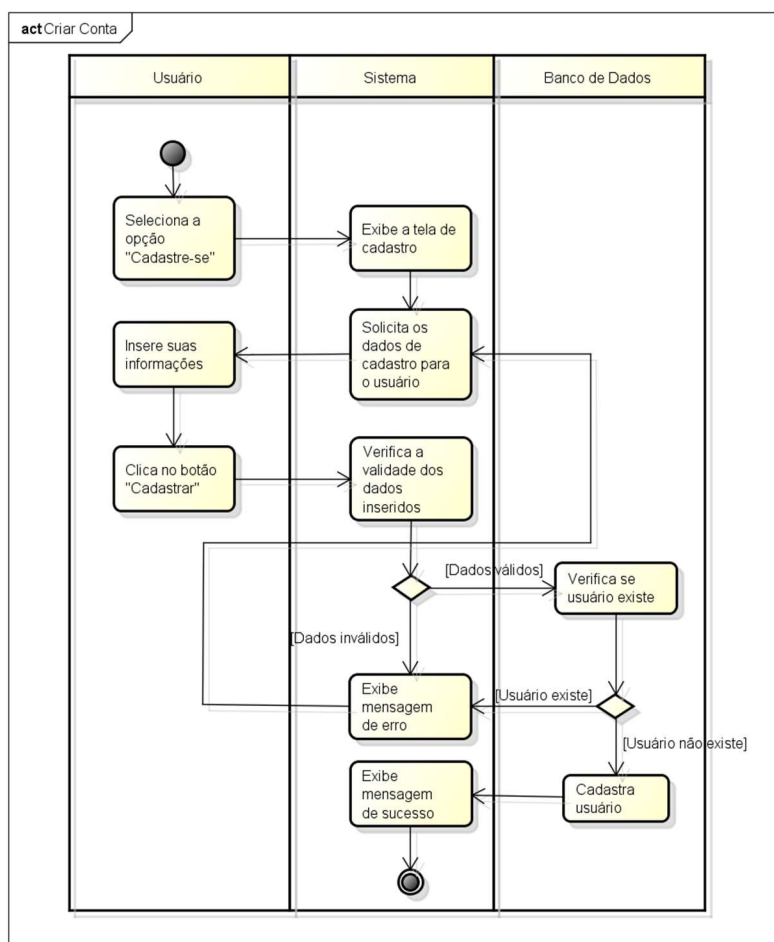 act Criar Conta
Usuário
Sistema
Banco de Dados
Seleciona a
opção
"Cadastre-se"
Exibe a tela de
cadastro
Solicita os
dados de
cadastro para
o usuário
Insere suas
informações
Clica no botão
"Cadastrar"
Verifica a
validade dos
dados
inseridos
[Dados válidos]
Verifica se
usuário existe
[Dados inválidos]
Exibe
mensagem
de erro
[Usuário existe]
[Usuário não existe]
Cadastra
usuário
Exibe
mensagem
de sucesso